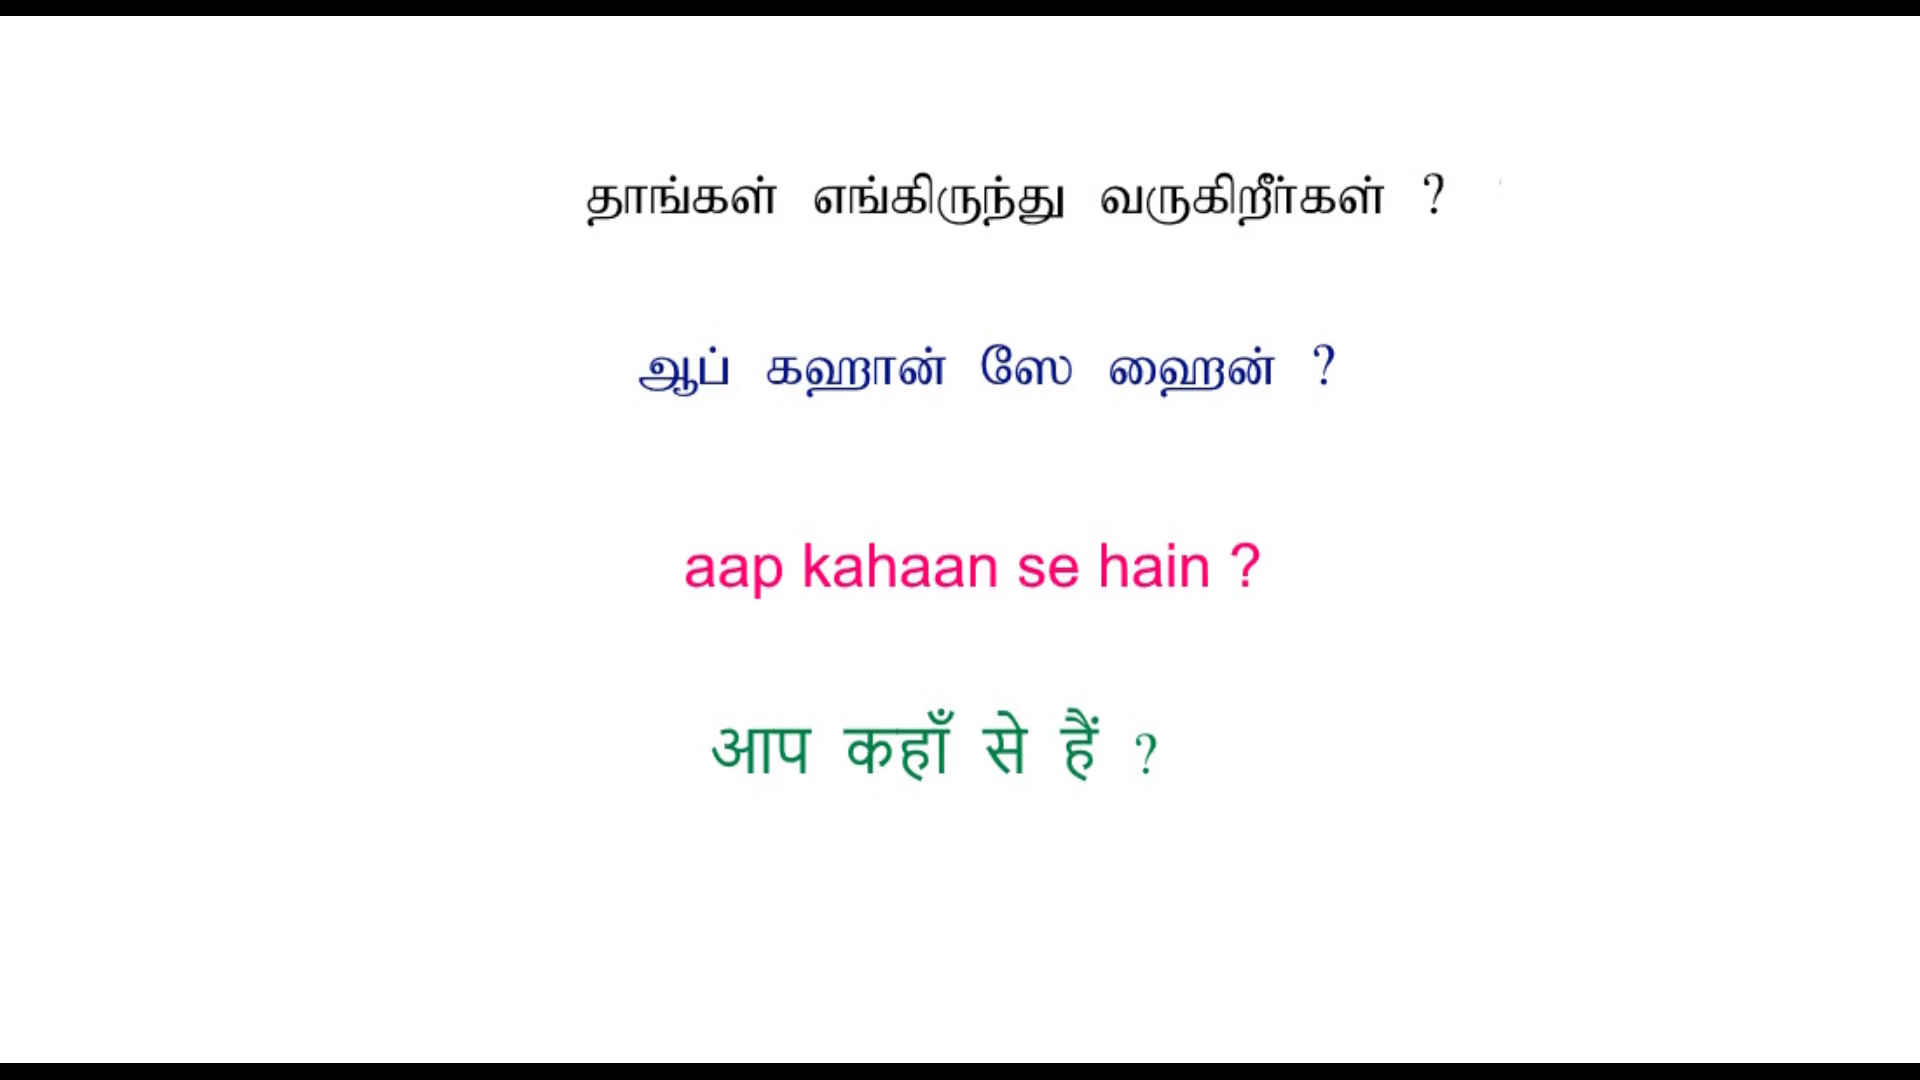 தாங்கள் எங்கிருந்து வருகிறீர்கள் ?
ஆப் கஹான் ஸே ஹைன் ?
aap kahaan se hain ?
आप कहाँ से हैं ?